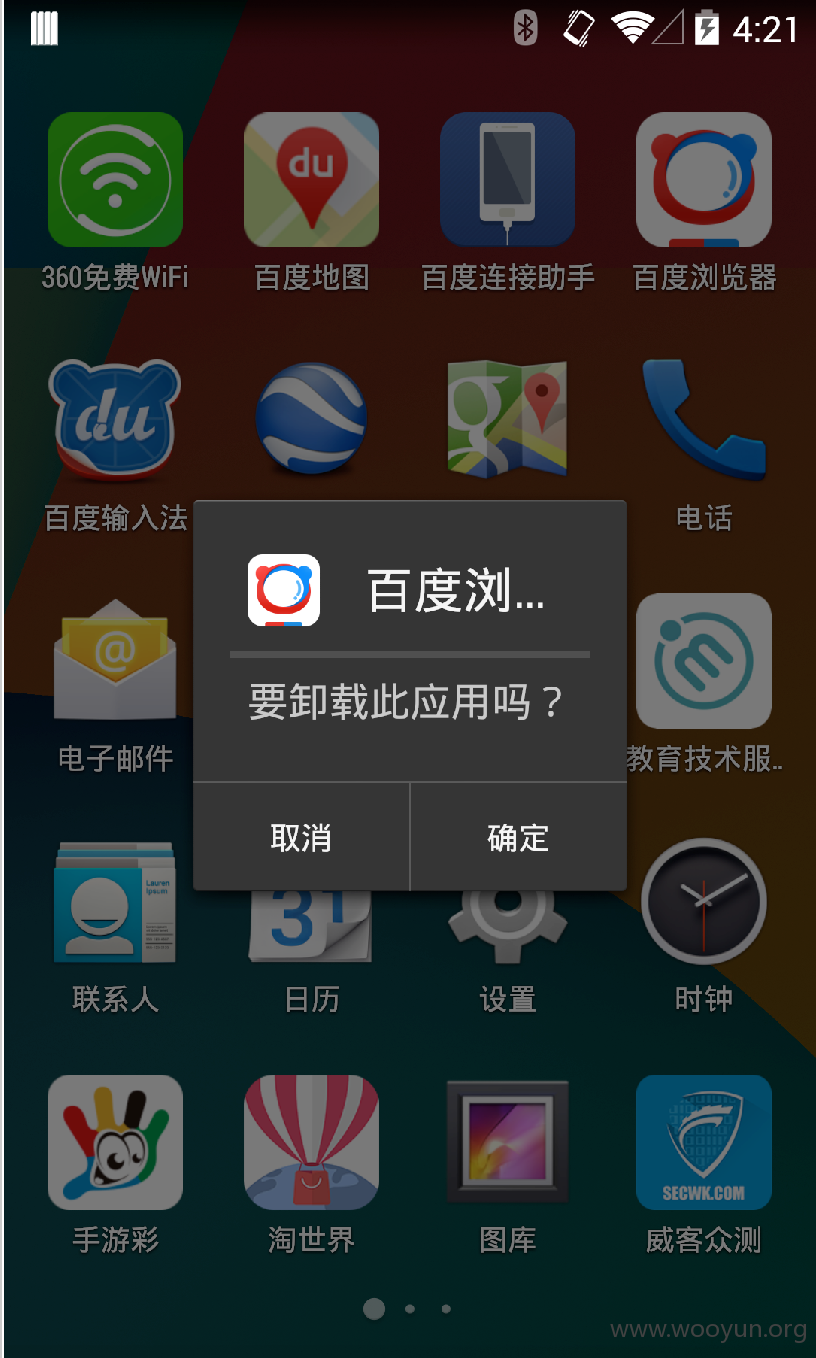 4:21
du
360免费WiFi
百度地图
百度连接助手
百度浏览器
du
百度输入法
电话
百度浏...
要卸载此应用吗？
@
电子邮件
教育技术服..
取消
确定
Lauren
Ipsum
31
联系人
日历
设置
时钟
SECWK.COM
手游彩
淘世界
图库
威客众测
www.wooyun.org